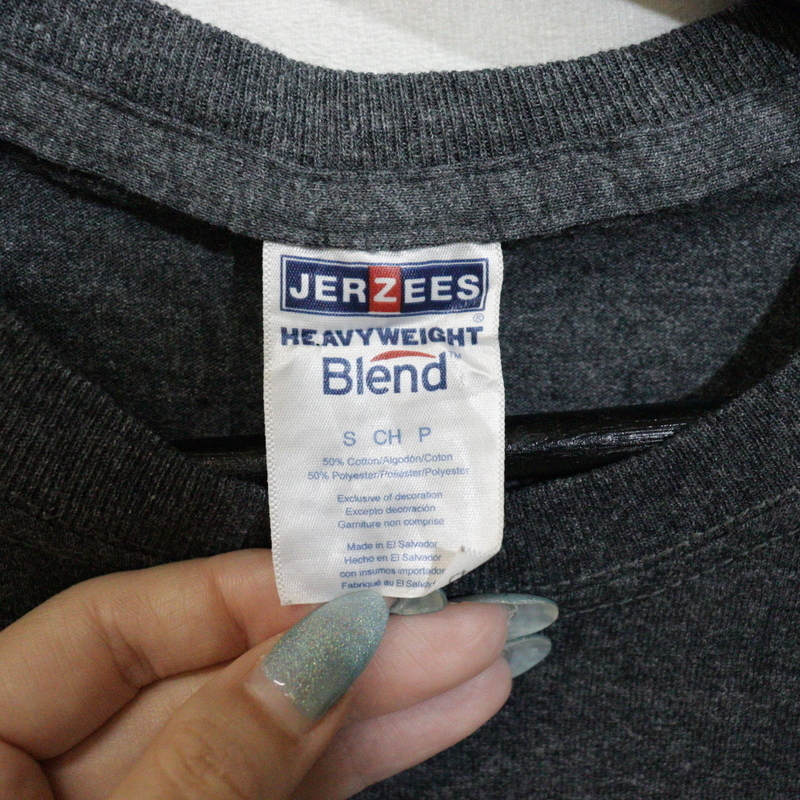 JERZEES®
HEAVYWEIGHT
Blend™
S CH P
50% Cotton/Algodón/Coton
50% Polyester/Poliéster/Polyester
Exclusive of decoration
Excepto decoración
Garniture non comprise
Made in El Salvador
Hecho en El Salvador
con insumos importados
Fabriqué au El Salvador